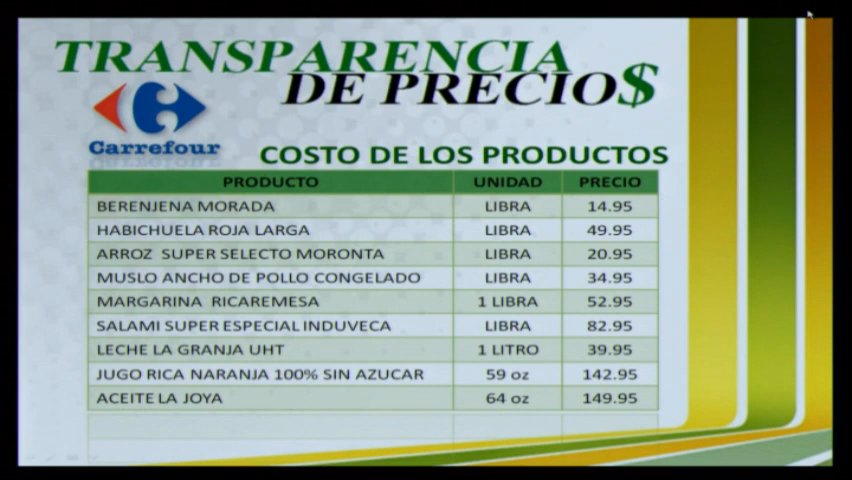 TRANSPARENCIA
DE PRECIO$
Carrefour
COSTO DE LOS PRODUCTOS
PRODUCTO UNIDAD PRECIO
BERENJENA MORADA LIBRA 14.95
HABICHUELA ROJA LARGA LIBRA 49.95
ARROZ SUPER SELECTO MORONTA LIBRA 20.95
MUSLO ANCHO DE POLLO CONGELADO LIBRA 34.95
MARGARINA RICAREMESA 1 LIBRA 52.95
SALAMI SUPER ESPECIAL INDUVECA LIBRA 82.95
LECHE LA GRANJA UHT 1 LITRO 39.95
JUGO RICA NARANJA 100% SIN AZUCAR 59 oz 142.95
ACEITE LA JOYA 64 oz 149.95